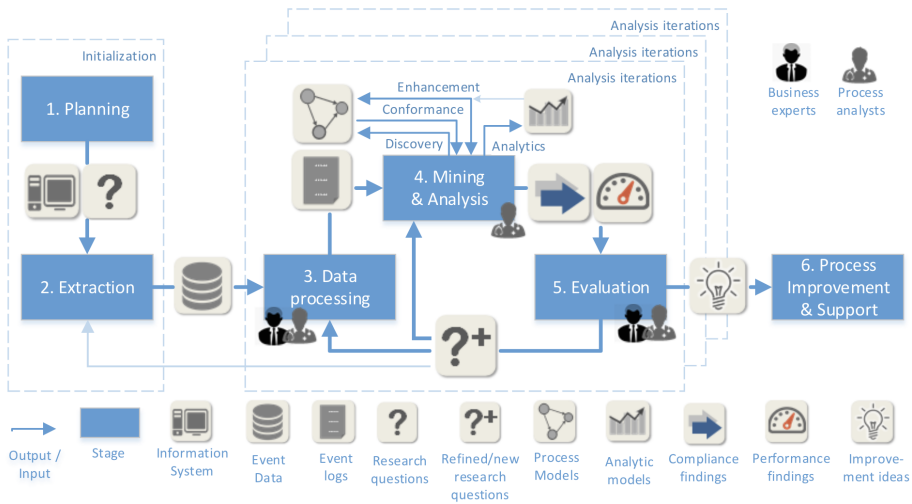 Analysis iterations
Analysis iterations
Analysis iterations
Initialization
1. Planning
Enhancement
Conformance
Discovery
Analytics
Business
experts
Process
analysts
?
4. Mining
& Analysis
2. Extraction
3. Data
processing
5. Evaluation
6. Process
Improvement
& Support
?+
Output /
Input
Stage
Information
System
Event
Data
Event
logs
?
Research
questions
?+
Refined/new
research
questions
Process
Models
Analytic
models
Compliance
findings
Performance
findings
Improve-
ment ideas